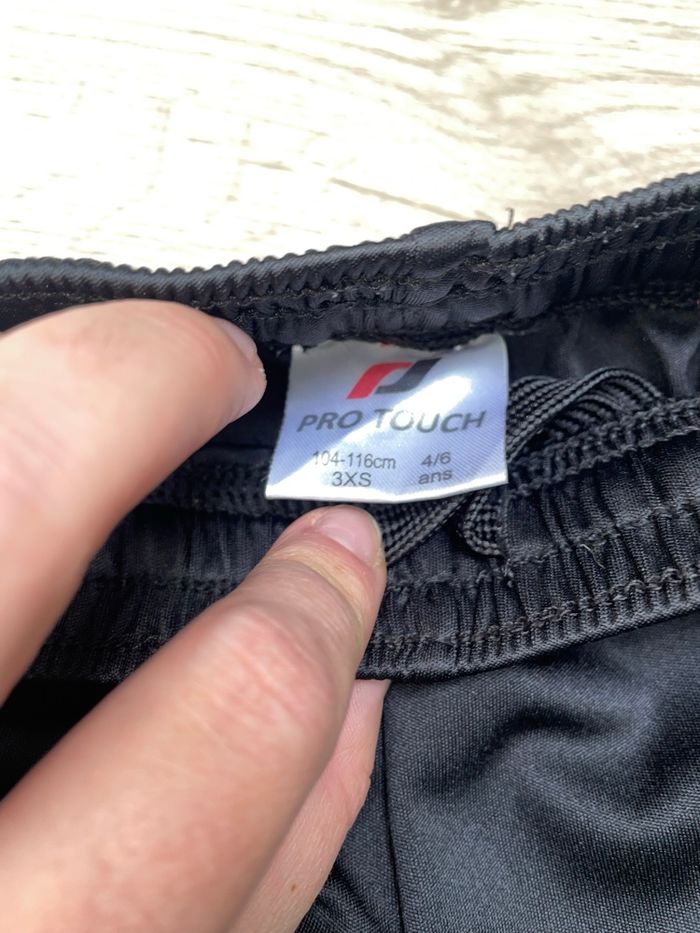 PRO TOUCH
104-116cm 4/6
3XS ans